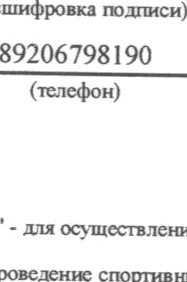 шифровка подписи)
89206798190
(телефон)
" - для осуществлени
роведение спортивн